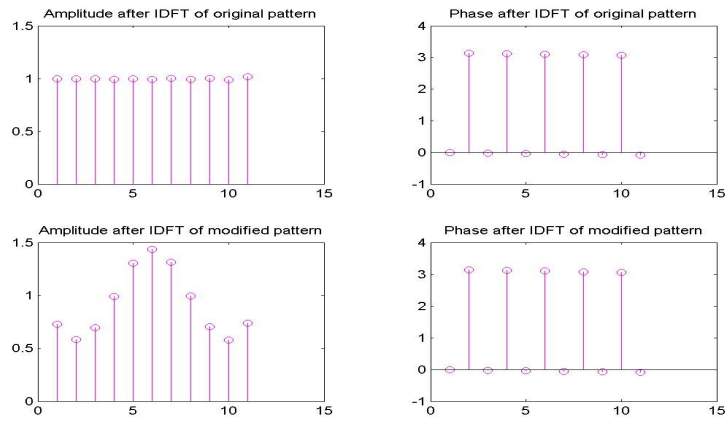 Amplitude after IDFT of original pattern
1.5
1
0.5
0
0 5 10 15
Phase after IDFT of original pattern
4
3
2
1
0
-1
0 5 10 15
Amplitude after IDFT of modified pattern
1.5
1
0.5
0
0 5 10 15
Phase after IDFT of modified pattern
4
3
2
1
0
-1
0 5 10 15